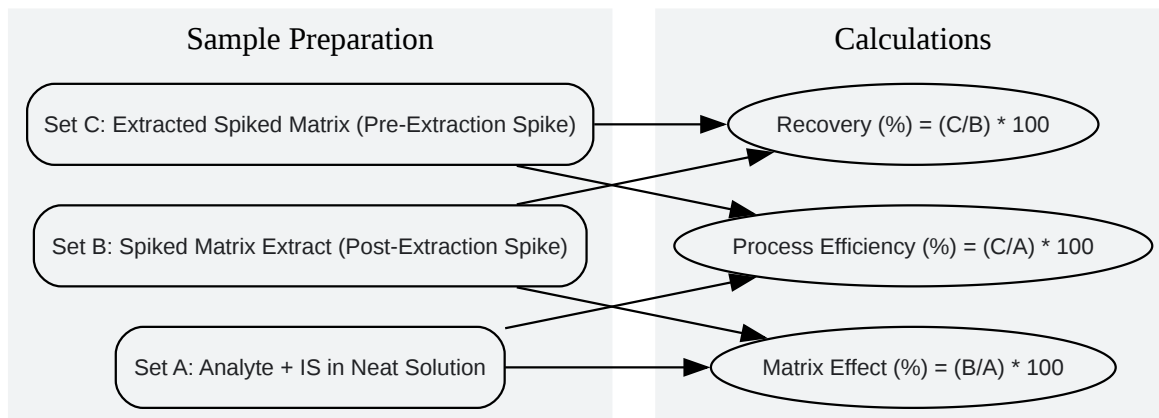 Sample Preparation
Calculations
Set C: Extracted Spiked Matrix (Pre-Extraction Spike)
Recovery (%) = (C/B) * 100
Set B: Spiked Matrix Extract (Post-Extraction Spike)
Process Efficiency (%) = (C/A) * 100
Set A: Analyte + IS in Neat Solution
Matrix Effect (%) = (B/A) * 100